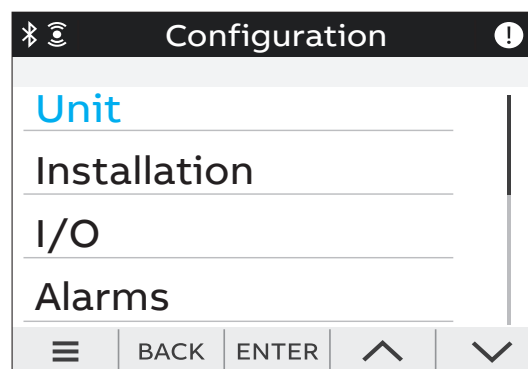 Configuration !
Unit
Installation
I/O
Alarms
BACK ENTER